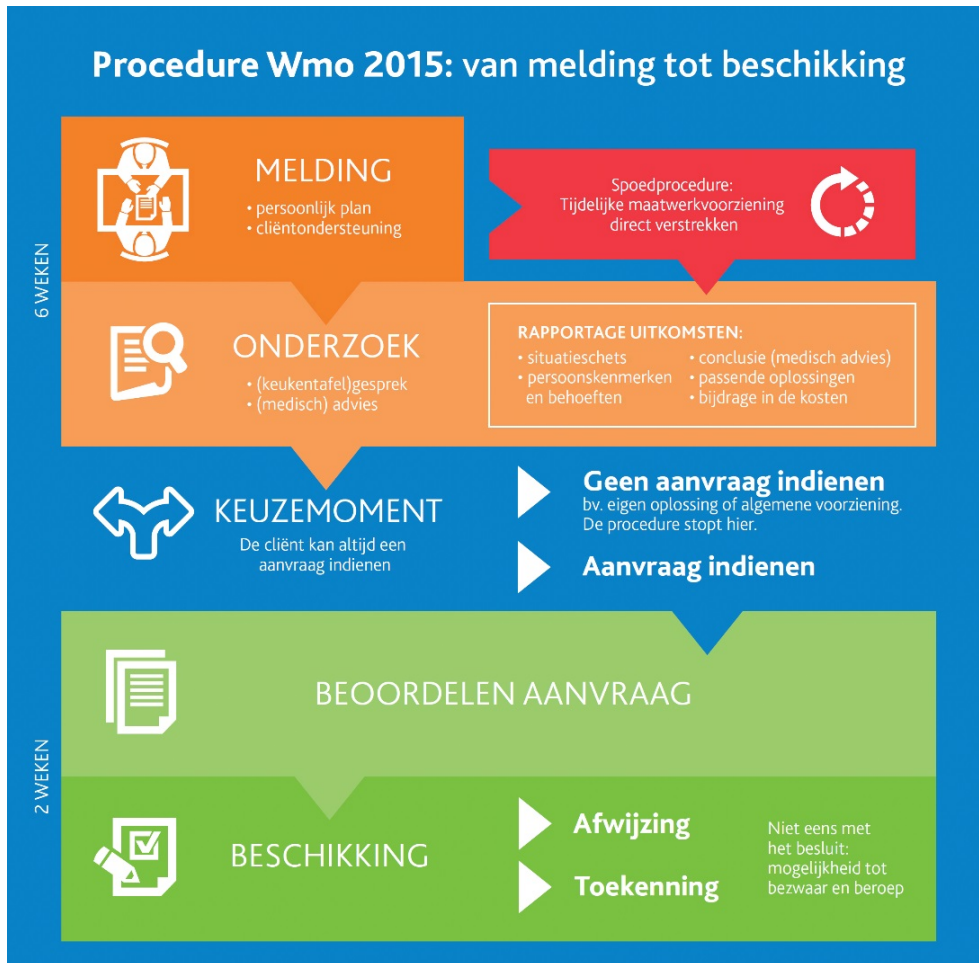 Procedure Wmo 2015: van melding tot beschikking
6 WEKEN
MELDING
• persoonlijk plan
• cliëntondersteuning
Spoedprocedure:
Tijdelijke maatwerkvoorziening
direct verstrekken
ONDERZOEK
• (keukentafel)gesprek
• (medisch) advies
RAPPORTAGE UITKOMSTEN:
• situatieschets
• persoonskenmerken
en behoeften
• conclusie (medisch advies)
• passende oplossingen
• bijdrage in de kosten
KEUZEMOMENT
De cliënt kan altijd een
aanvraag indienen
Geen aanvraag indienen
bv. eigen oplossing of algemene voorziening.
De procedure stopt hier.
Aanvraag indienen
2 WEKEN
BEOORDELEN AANVRAAG
BESCHIKKING
Afwijzing
Toekenning
Niet eens met
het besluit:
mogelijkheid tot
bezwaar en beroep